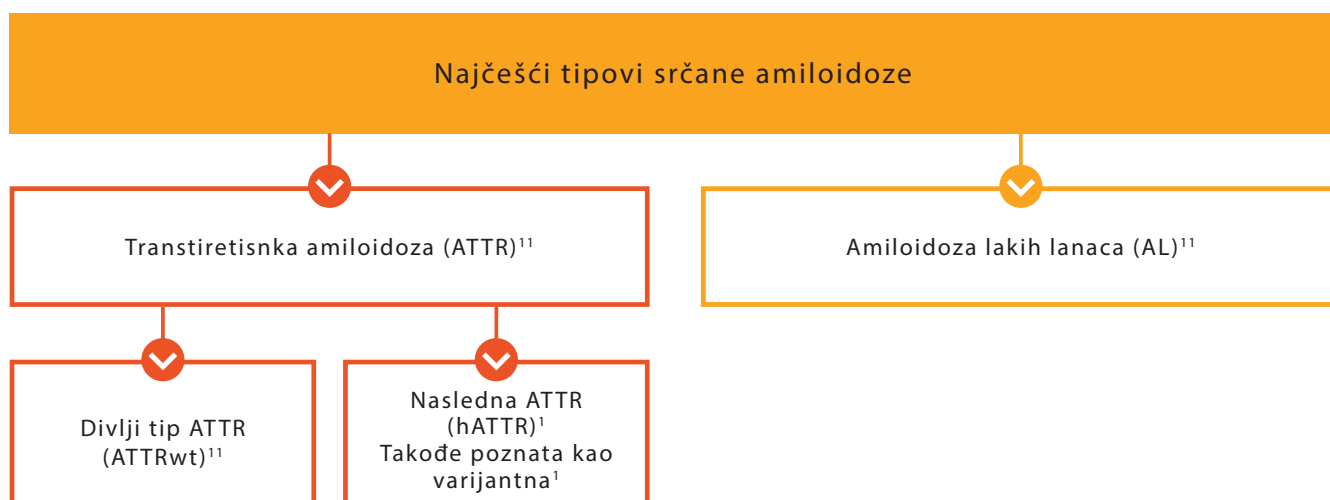 Najčešći tipovi srčane amiloidoze
Transtiretisnka amiloidoza (ATTR)¹¹
Amiloidoza lakih lanaca (AL)¹¹
Divlji tip ATTR
(ATTRwt)¹¹
Nasledna ATTR
(hATTR)¹
Takođe poznata kao
varijantna¹